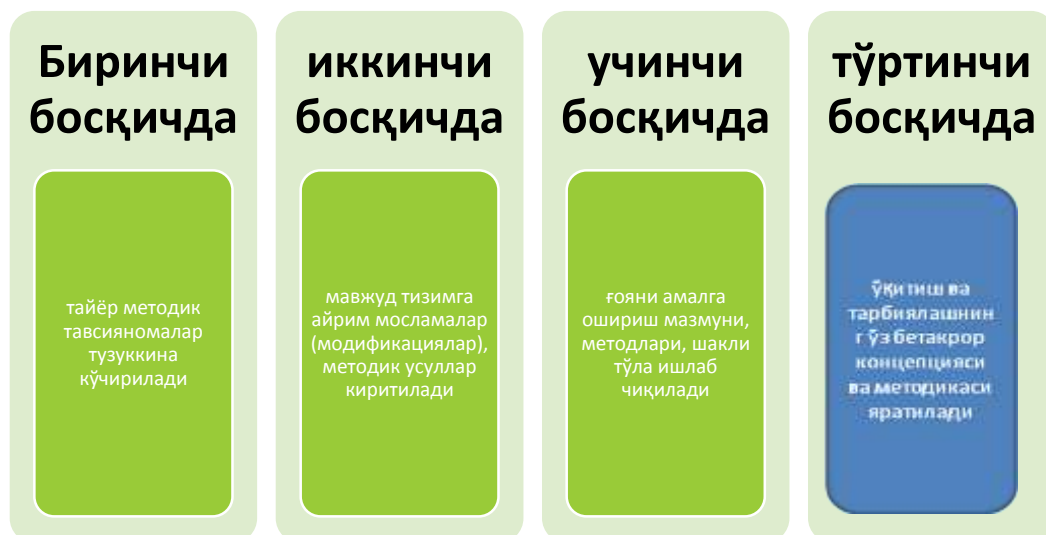 Биринчи
босқичда
тайёр методик
тавсияномалар
тузуккина
кўчирилади
иккинчи
босқичда
мавжуд тизимга
айрим мосламалар
(модификациялар),
методик усуллар
киритилади
учинчи
босқичда
ғояни амалга
ошириш мазмуни,
методлари, шакли
тўла ишлаб
чиқилади
тўртинчи
босқичда
ўқитиш ва
тарбиялашнин
г ўз бетакрор
концепцияси
ва методикаси
яратилади